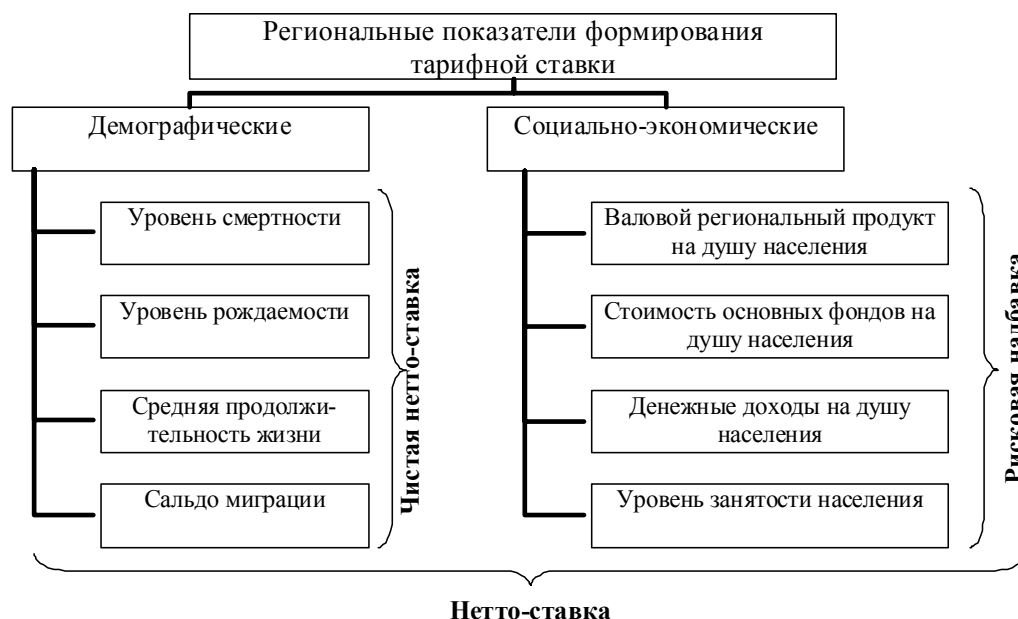 Региональные показатели формирования
тарифной ставки
Демографические
Социально-экономические
Уровень смертности
Уровень рождаемости
Средняя продолжи-
тельность жизни
Сальдо миграции
Чистая нетто-ставка
Валовой региональный продукт
на душу населения
Стоимость основных фондов на
душу населения
Денежные доходы на душу
населения
Уровень занятости населения
Рисковая надбавка
Нетто-ставка